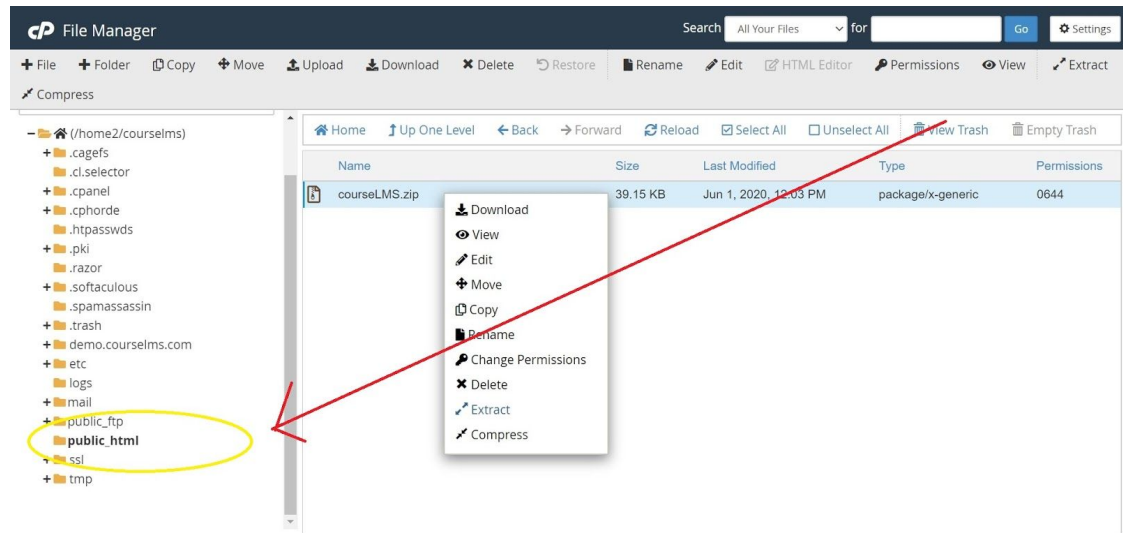 cP File Manager Search All Your Files for Go Settings
File Folder Copy Move Upload Download Delete Restore Rename Edit HTML Editor Permissions View Extract
Compress
(/home2/courselms)
.cagefs
.cl.selector
.cpanel
.cphorde
.htpasswds
.pki
.razor
.softaculous
.spamassassin
.trash
demo.courselms.com
etc
logs
mail
public_ftp
public_html
ssl
tmp
Home Up One Level Back Forward Reload Select All Unselect All View Trash Empty Trash
Name Size Last Modified Type Permissions
courseLMS.zip 39.15 KB Jun 1, 2020, 12:03 PM package/x-generic 0644
Download
View
Edit
Move
Copy
Rename
Change Permissions
Delete
Extract
Compress